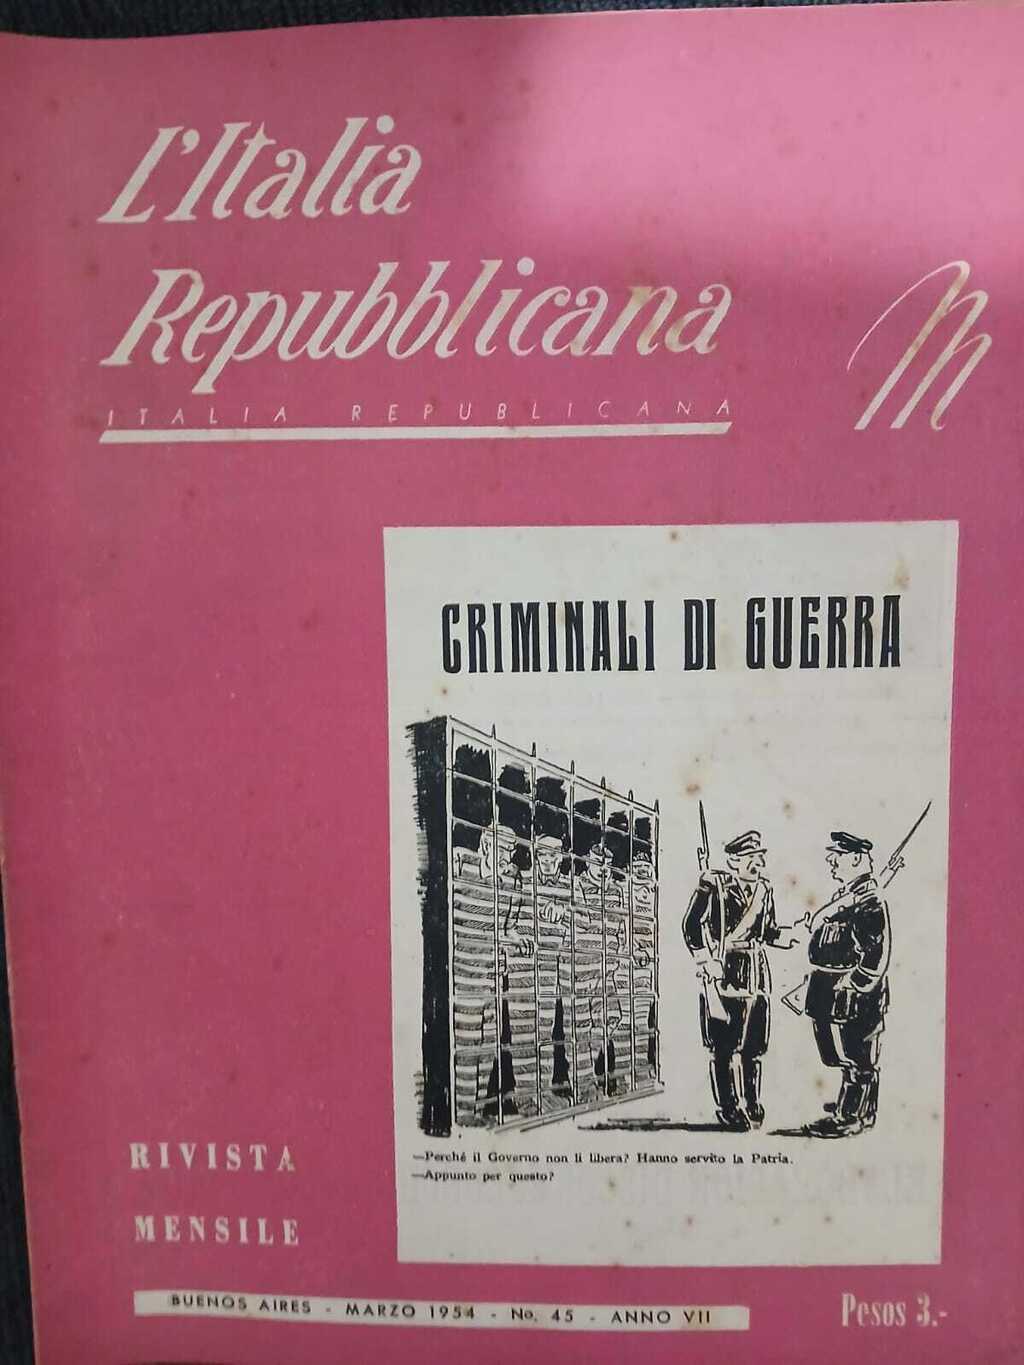 L'Italia
Repubblicana
ITALIA REPUBLICANA
M
CRIMINALI DI GUERRA
—Perché il Governo non li libera? Hanno servito la Patria.
—Appunto per questo?
RIVISTA
MENSILE
BUENOS AIRES - MARZO 1954 - No. 45 - ANNO VII
Pesos 3.-